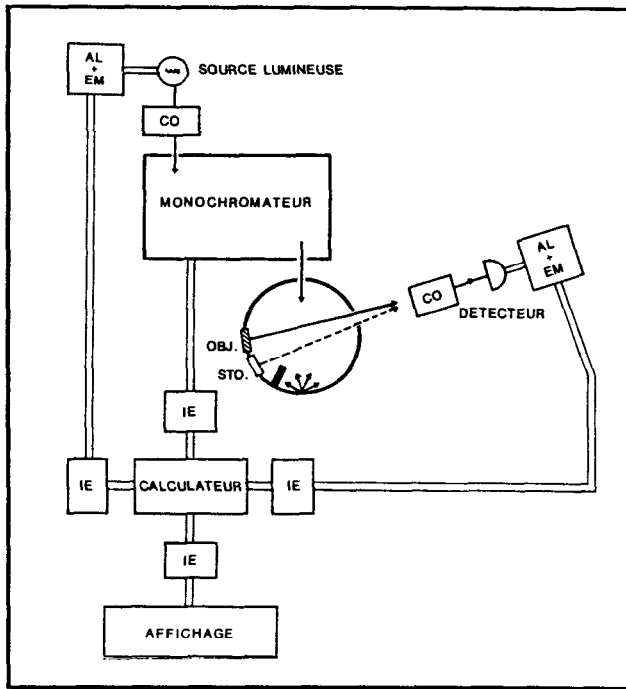 AL
+
EM
SOURCE LUMINEUSE
CO
MONOCHROMATEUR
AL
+
EM
CO
DETECTEUR
OBJ.
STO.
IE
IE
CALCULATEUR
IE
IE
AFFICHAGE